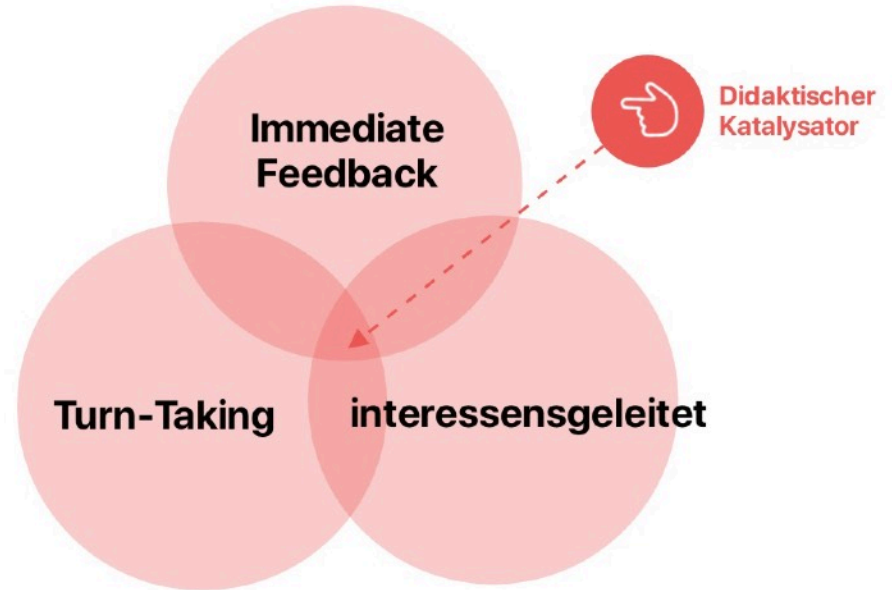 Immediate
Feedback
Didaktischer
Katalysator
Turn-Taking
interessensgeleitet